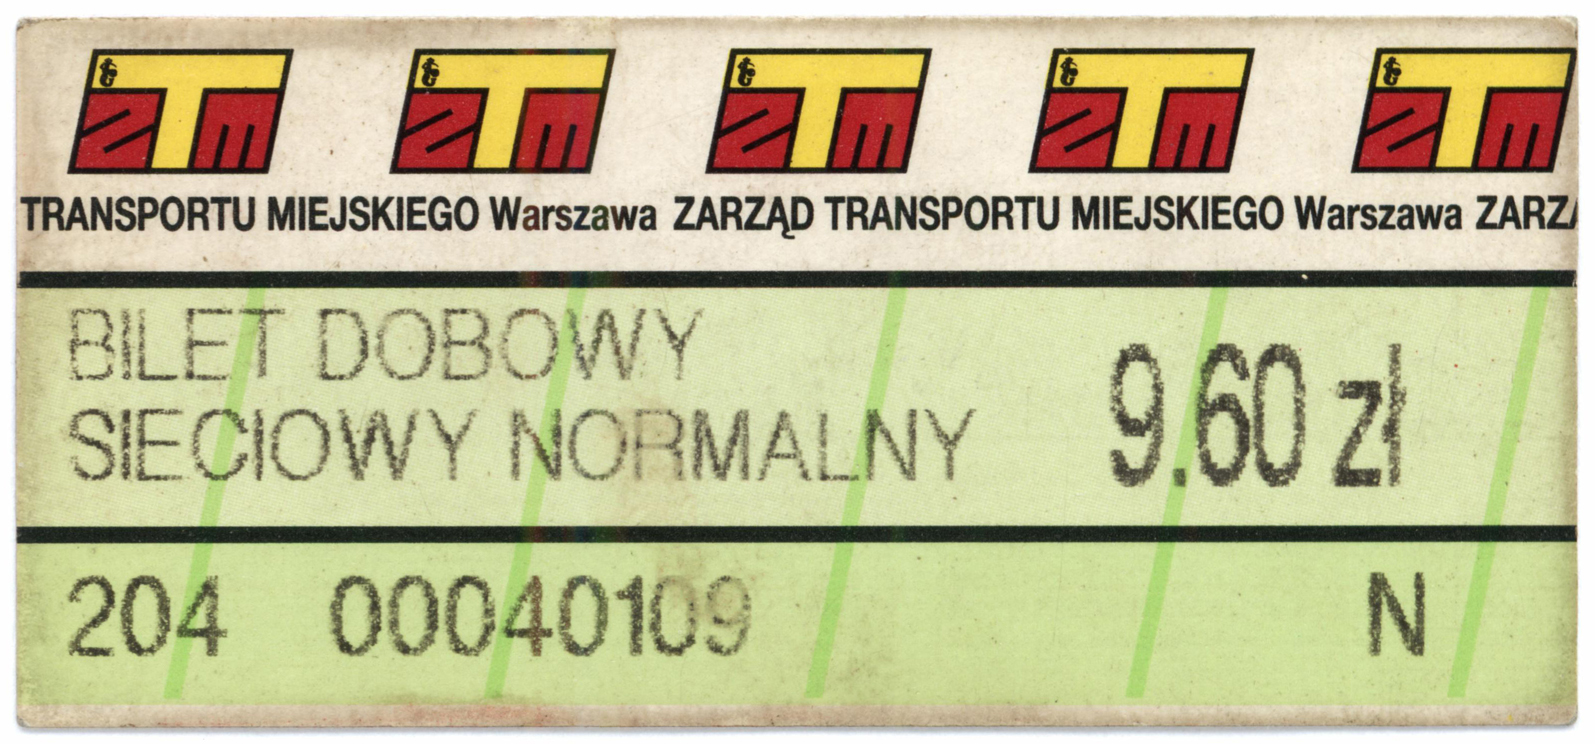 ZTM ZTM ZTM ZTM ZTM
TRANSPORTU MIEJSKIEGO Warszawa ZARZĄD TRANSPORTU MIEJSKIEGO Warszawa ZARZA
BILET DOBOWY
SIECIOWY NORMALNY
9.60 zł
204 00040109 N